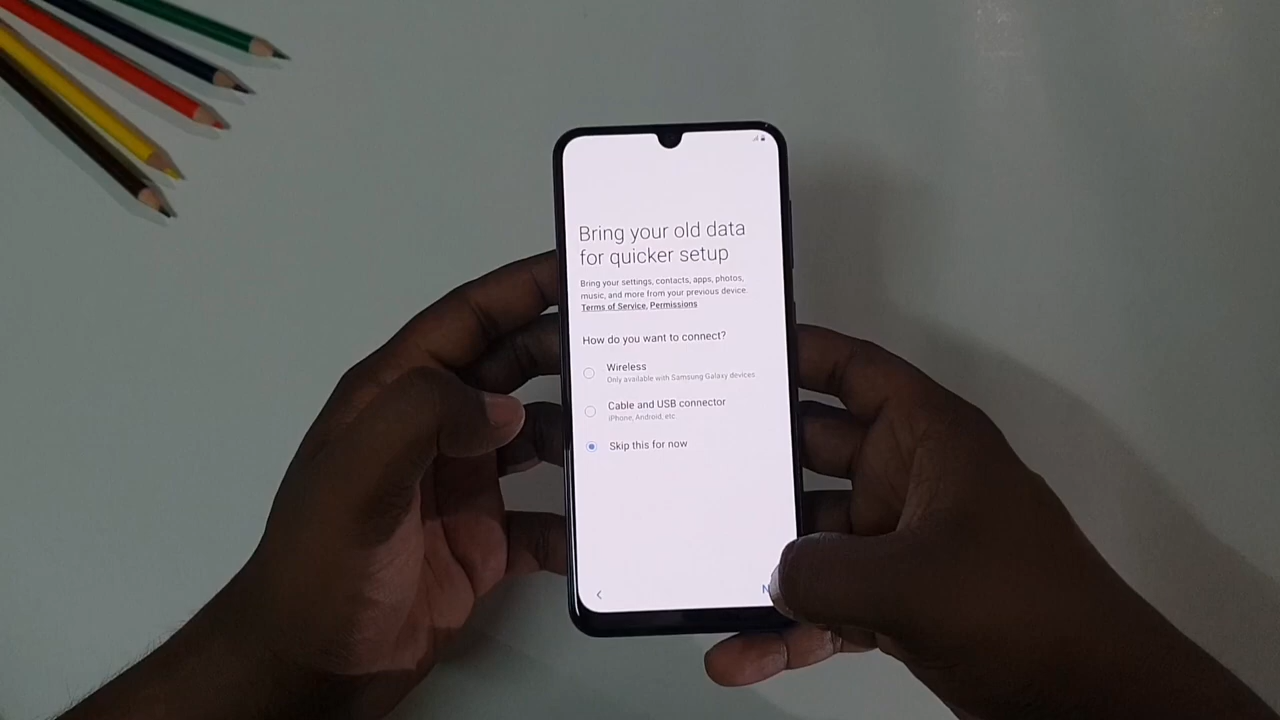 Bring your old data
for quicker setup
Bring your settings, contacts, apps, photos,
music, and more from your previous device.
Terms of Service, Permissions
How do you want to connect?
Wireless
Only available with Samsung Galaxy devices
Cable and USB connector
iPhone, Android, etc.
Skip this for now